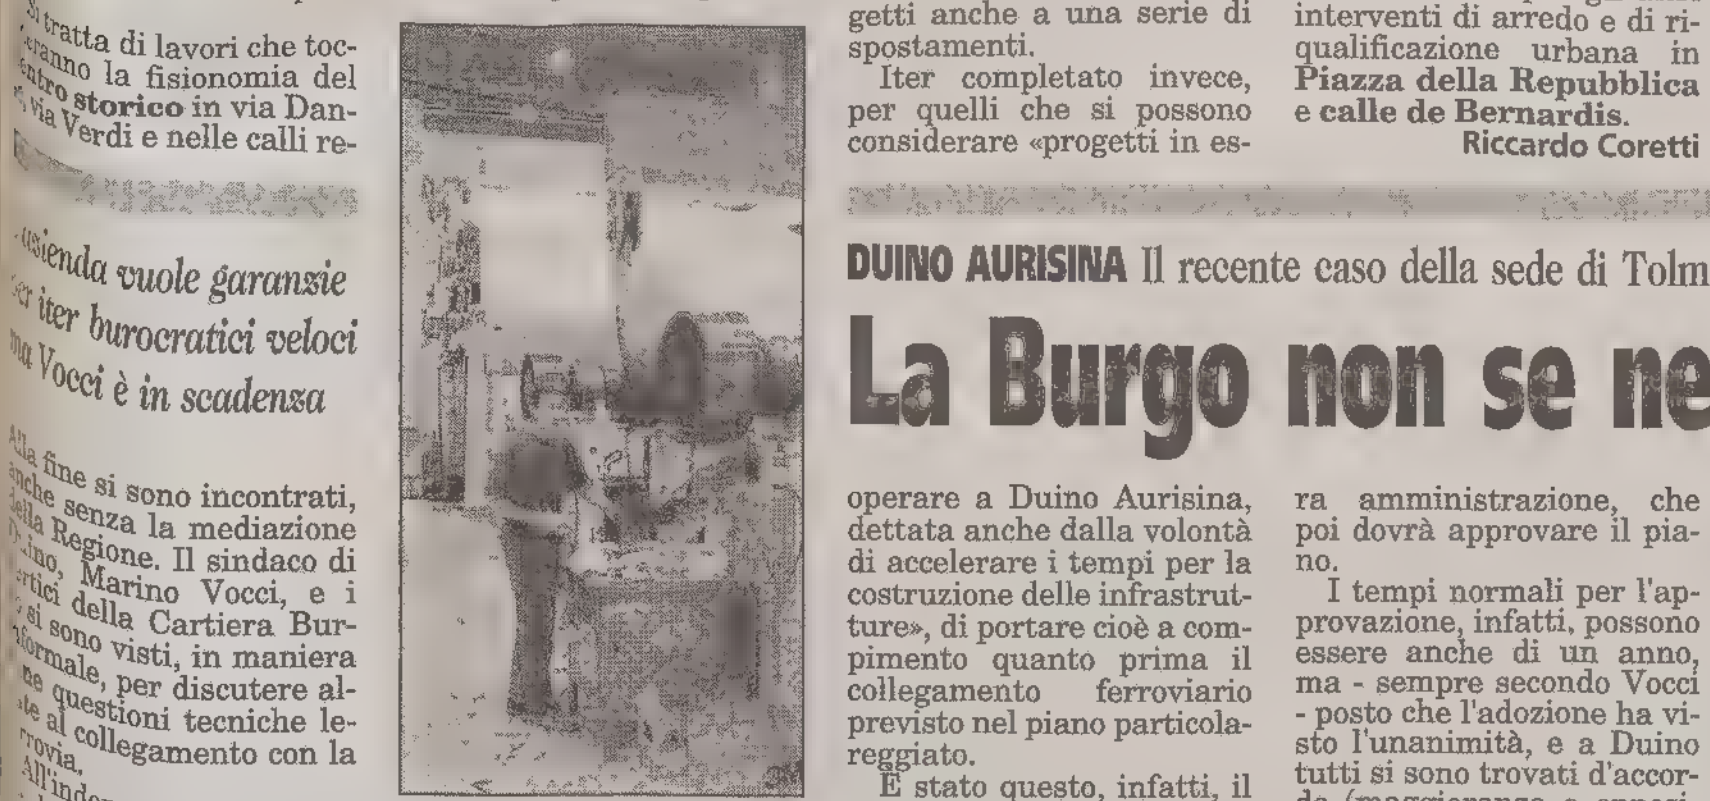 tratta di lavori che toc-
la fisionomia del
storico in via Dan-
via Verdi e nelle calli re-
getti anche a una serie di
spostamenti.
Iter completato invece,
per quelli che si possono
considerare «progetti in es-
interventi di arredo e di ri-
qualificazione urbana in
Piazza della Repubblica
e calle de Bernardis.
Riccardo Coretti
vuole garanzie
iter burocratici veloci
ma Vocci è in scadenza
Alla fine si sono incontrati,
anche senza la mediazione
della Regione. Il sindaco di
Marino Vocci, e i
della Cartiera Bur-
si sono visti, in maniera
per discutere al-
questioni tecniche le-
al collegamento con la
DUINO AURISINA Il recente caso della sede di Tolm
La Burgo non se ne
operare a Duino Aurisina,
dettata anche dalla volontà
di accelerare i tempi per la
costruzione delle infrastrut-
ture», di portare cioè a com-
pimento quanto prima il
collegamento ferroviario
previsto nel piano particola-
reggiato.
È stato questo, infatti, il
ra amministrazione, che
poi dovrà approvare il pia-
no.
I tempi normali per l'ap-
provazione, infatti, possono
essere anche di un anno,
ma - sempre secondo Vocci
- posto che l'adozione ha vi-
sto l'unanimità, e a Duino
tutti si sono trovati d'accor-